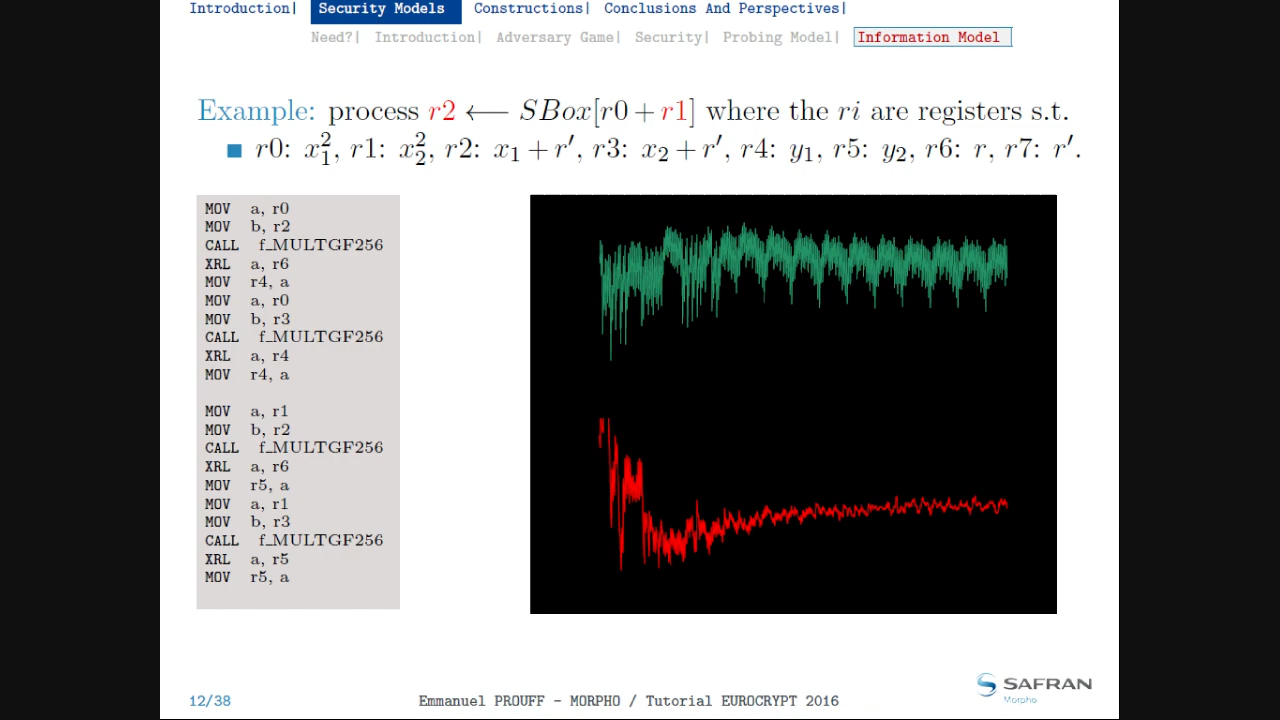 Introduction| Security Models Constructions| Conclusions And Perspectives|
Need?| Introduction| Adversary Game| Security| Probing Model| Information Model
Example: process r2 ⟵ SBox[r0 + r1] where the ri are registers s.t.
r0: x₁², r1: x₂², r2: x₁ + r′, r3: x₂ + r′, r4: y₁, r5: y₂, r6: r, r7: r′.
MOV a, r0
MOV b, r2
CALL f_MULTGF256
XRL a, r6
MOV r4, a
MOV a, r0
MOV b, r3
CALL f_MULTGF256
XRL a, r4
MOV r4, a
MOV a, r1
MOV b, r2
CALL f_MULTGF256
XRL a, r6
MOV r5, a
MOV a, r1
MOV b, r3
CALL f_MULTGF256
XRL a, r5
MOV r5, a
SAFRAN
Morpho
12/38 Emmanuel PROUFF - MORPHO / Tutorial EUROCRYPT 2016